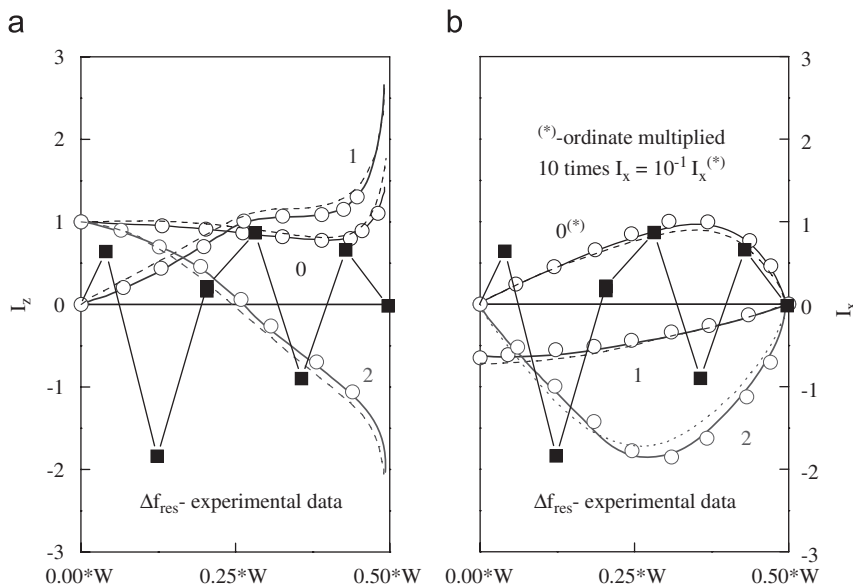 a
3
2
1
0
-1
-2
-3
I_z
1
0
2
Δf_res- experimental data
0.00*W
0.25*W
0.50*W
b
(*)-ordinate multiplied
10 times I_x = 10^-1 I_x^(*)
0^(*)
1
2
Δf_res- experimental data
0.00*W
0.25*W
0.50*W
3
2
1
0
-1
-2
-3
I_x